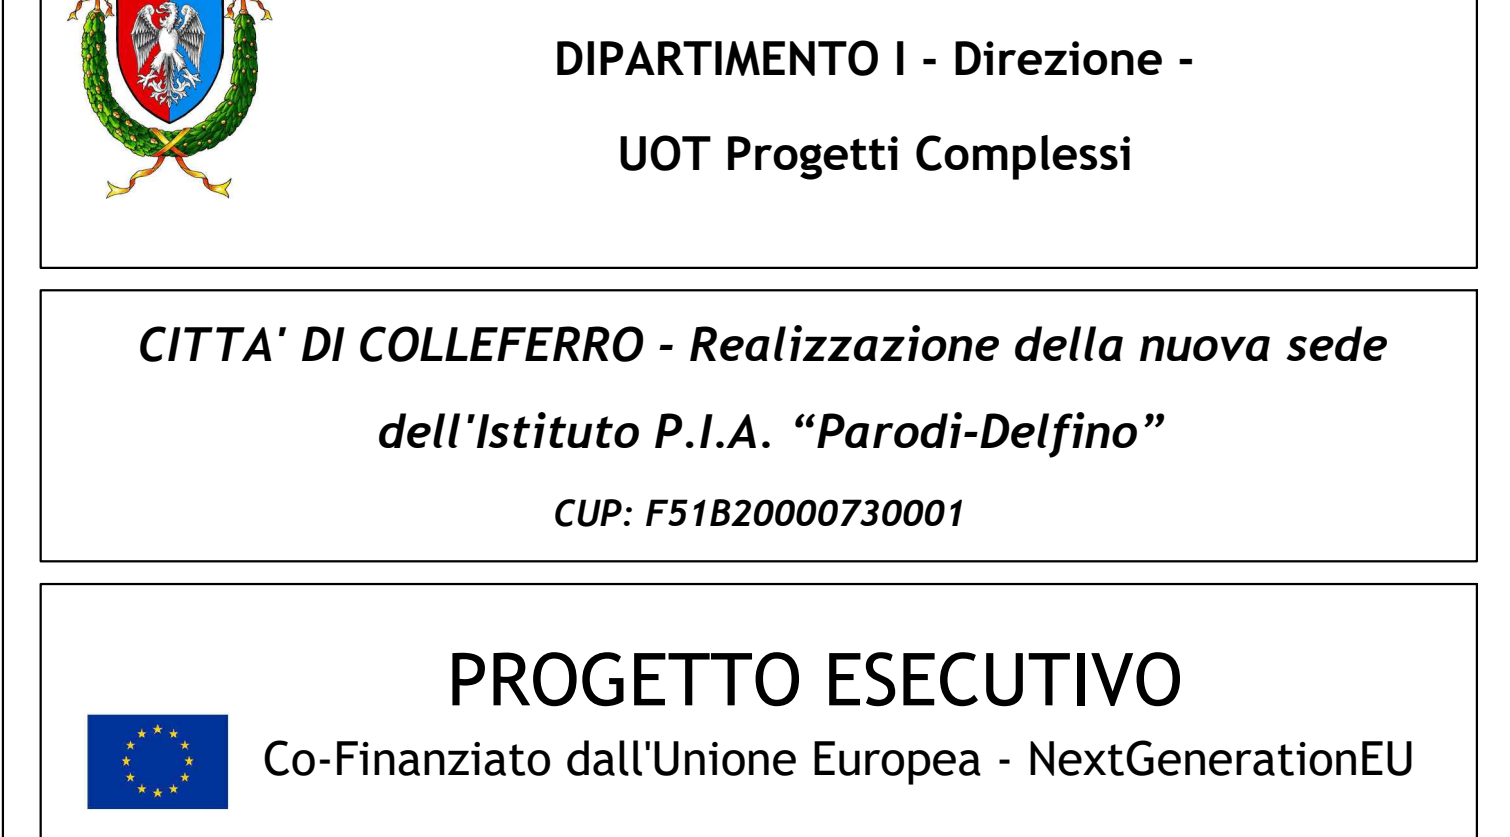 DIPARTIMENTO I - Direzione -
UOT Progetti Complessi
CITTA' DI COLLEFERRO - Realizzazione della nuova sede
dell'Istituto P.I.A. “Parodi-Delfino”
CUP: F51B20000730001
PROGETTO ESECUTIVO
Co-Finanziato dall'Unione Europea - NextGenerationEU